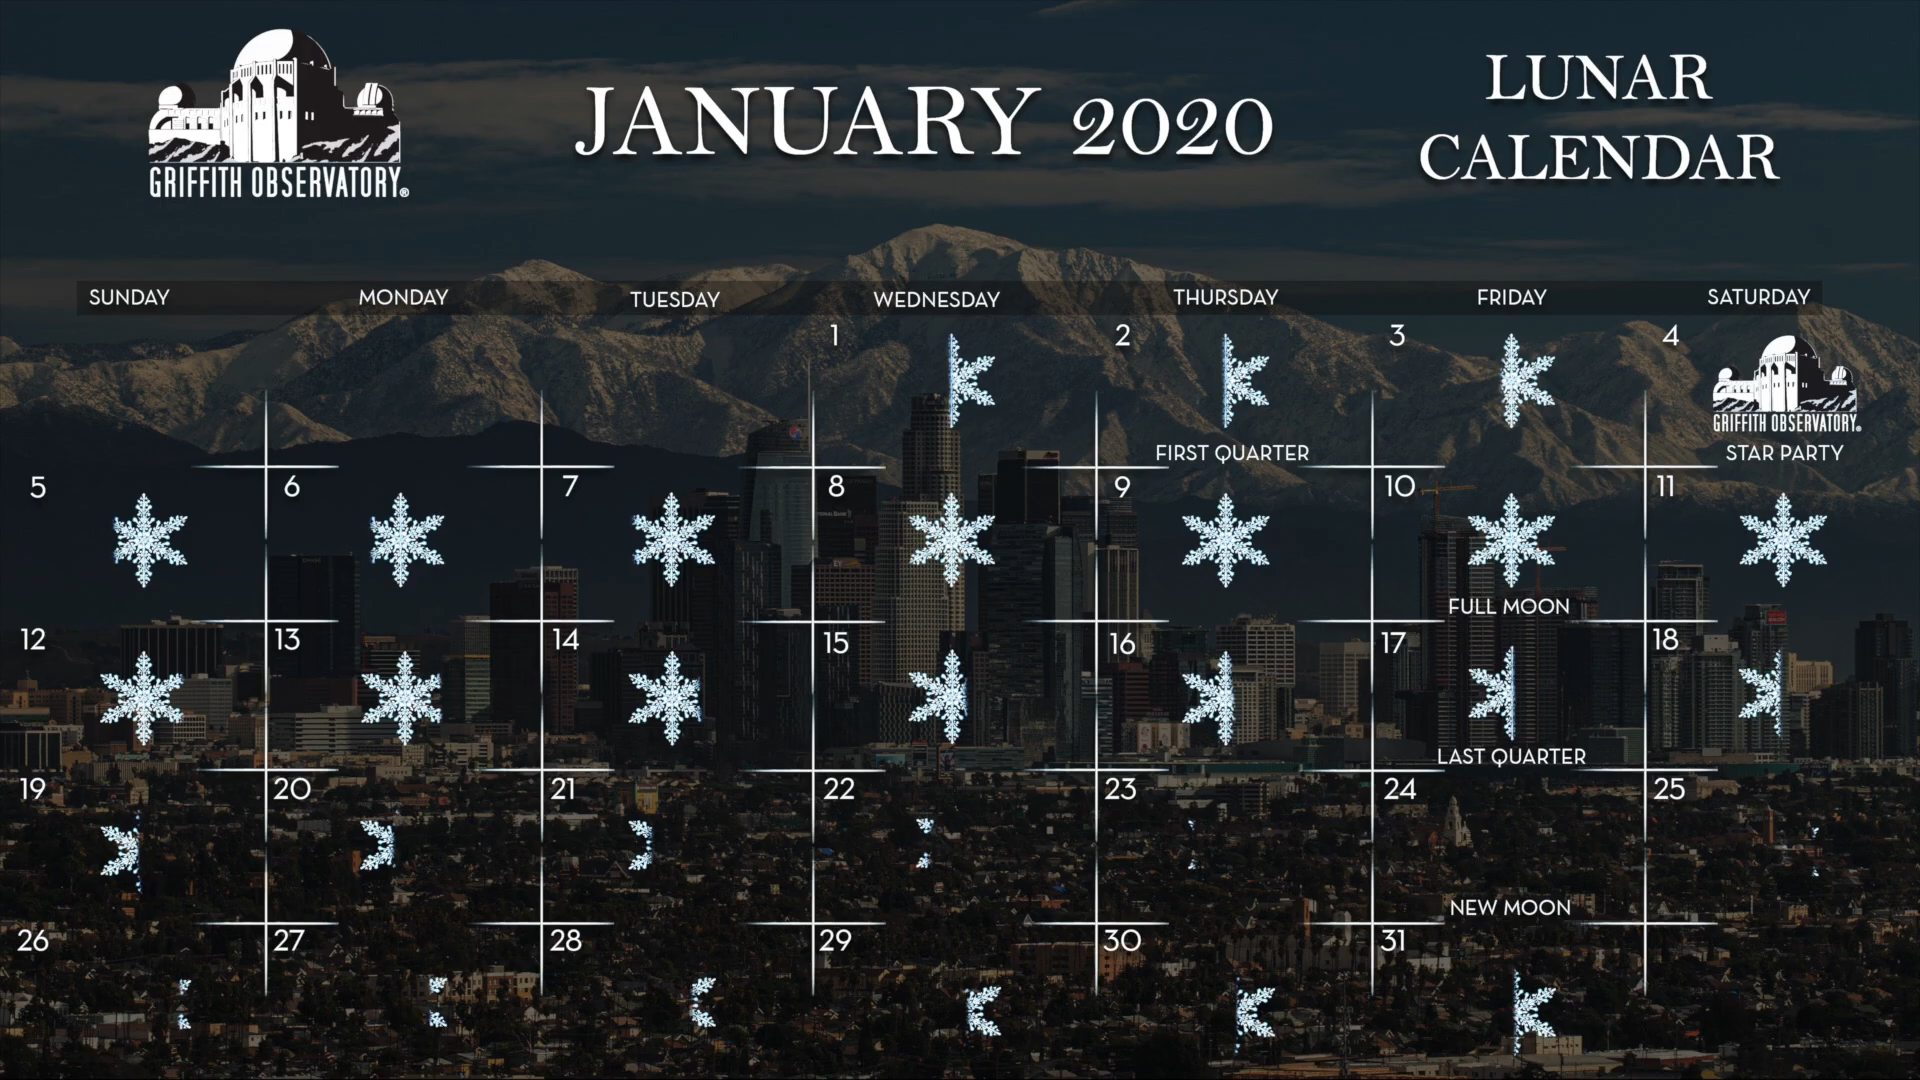 GRIFFITH OBSERVATORY®
JANUARY 2020
LUNAR
CALENDAR
SUNDAY MONDAY TUESDAY WEDNESDAY THURSDAY FRIDAY SATURDAY
1 2 3 4
GRIFFITH OBSERVATORY®
FIRST QUARTER STAR PARTY
5 6 7 8 9 10 11
FULL MOON
12 13 14 15 16 17 18
LAST QUARTER
19 20 21 22 23 24 25
NEW MOON
26 27 28 29 30 31